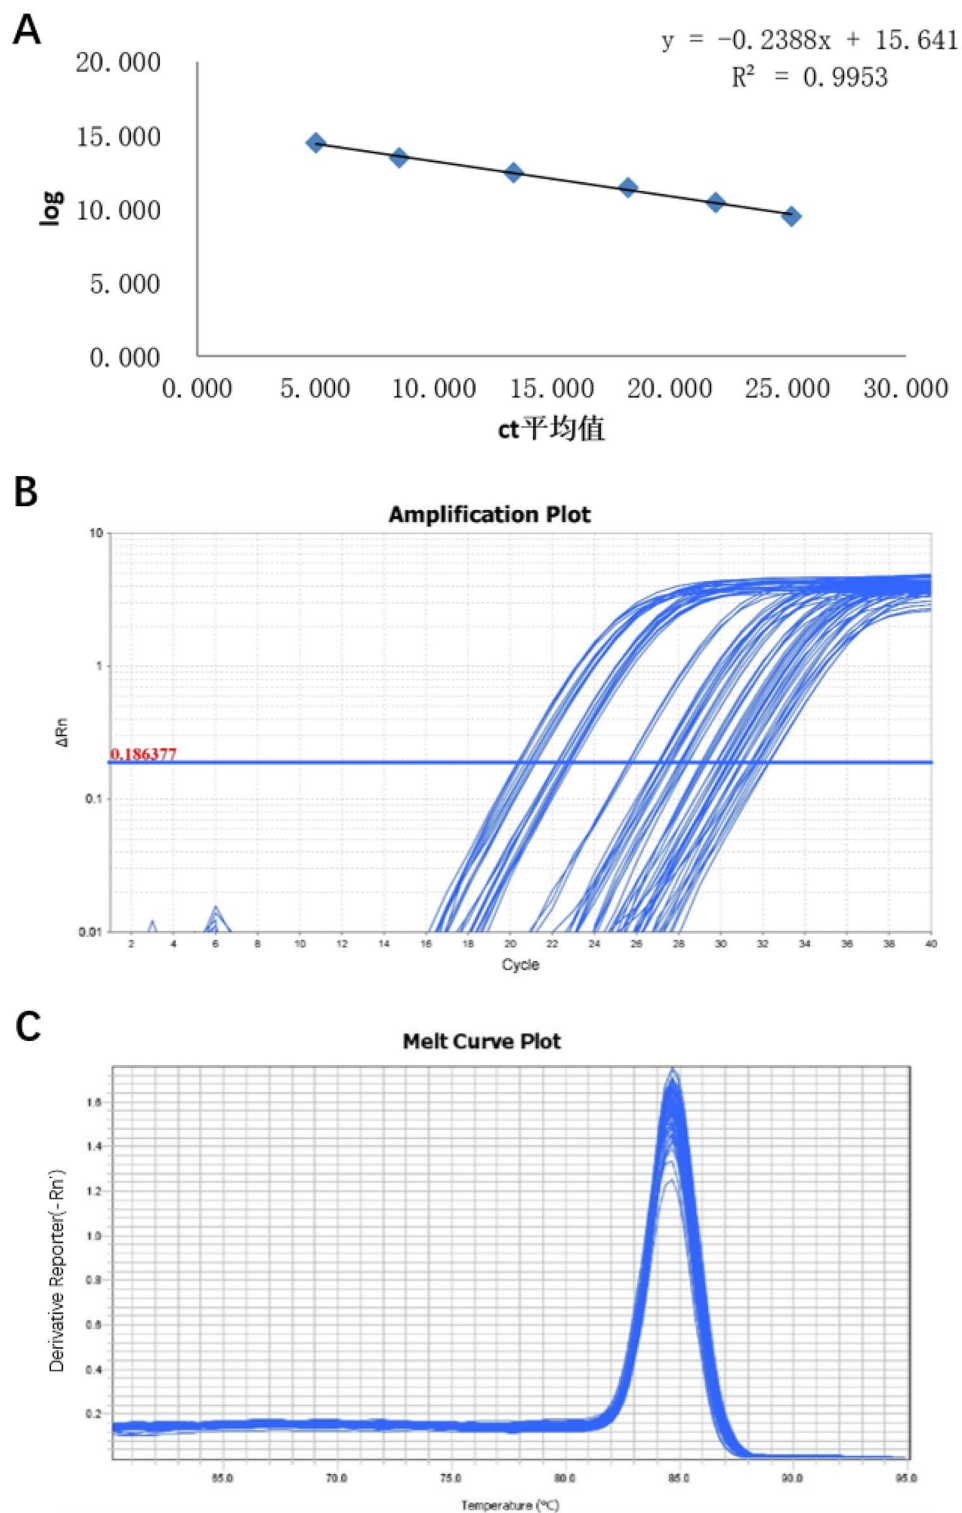 A
y = -0.2388x + 15.641
R² = 0.9953
20.000
15.000
10.000
5.000
0.000
log
0.000 5.000 10.000 15.000 20.000 25.000 30.000
ct平均值
B
Amplification Plot
10
1
0.1
0.01
ΔRn
0.186377
2 4 6 8 10 12 14 16 18 20 22 24 26 28 30 32 34 36 38 40
Cycle
C
Melt Curve Plot
1.6
1.4
1.2
1.0
0.8
0.6
0.4
0.2
Derivative Reporter(-Rn')
65.0 70.0 75.0 80.0 85.0 90.0 95.0
Temperature (°C)